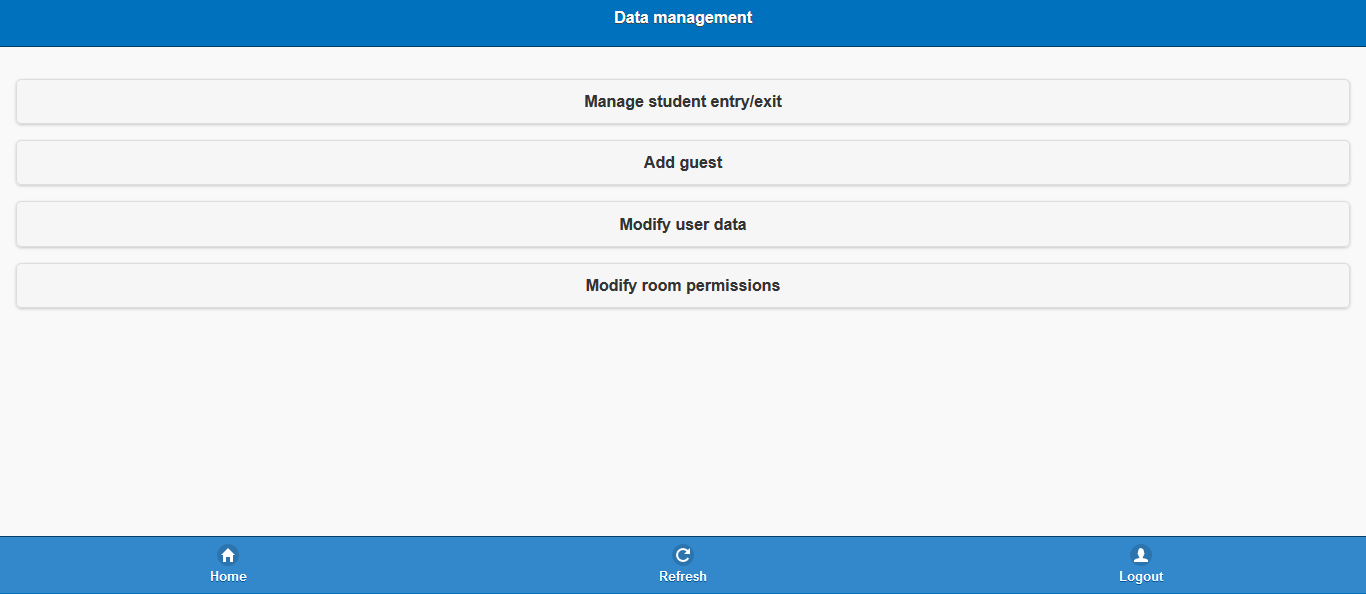 Data management
Manage student entry/exit
Add guest
Modify user data
Modify room permissions
Home
Refresh
Logout